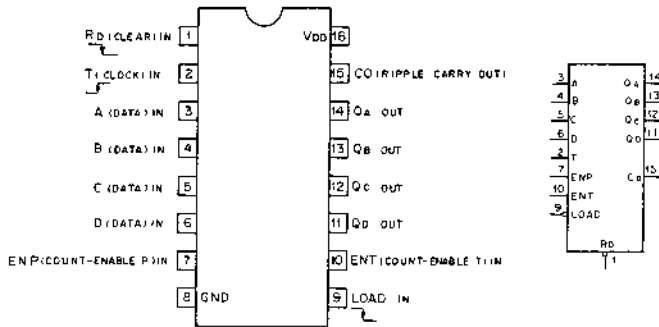 RD(CLEAR)IN 1
VDD 16
T(CLOCK)IN 2
15 CO(RIPPLE CARRY OUT)
A(DATA)IN 3
14 QA OUT
B(DATA)IN 4
13 QB OUT
C(DATA)IN 5
12 QC OUT
D(DATA)IN 6
11 QD OUT
ENP(COUNT-ENABLE P)IN 7
10 ENT(COUNT-ENABLE T)IN
8 GND
9 LOAD IN
3 A QA 14
4 B QB 13
5 C QC 12
6 D QD 11
2 T
7 ENP CO 15
10 ENT
9 LOAD
RD
1